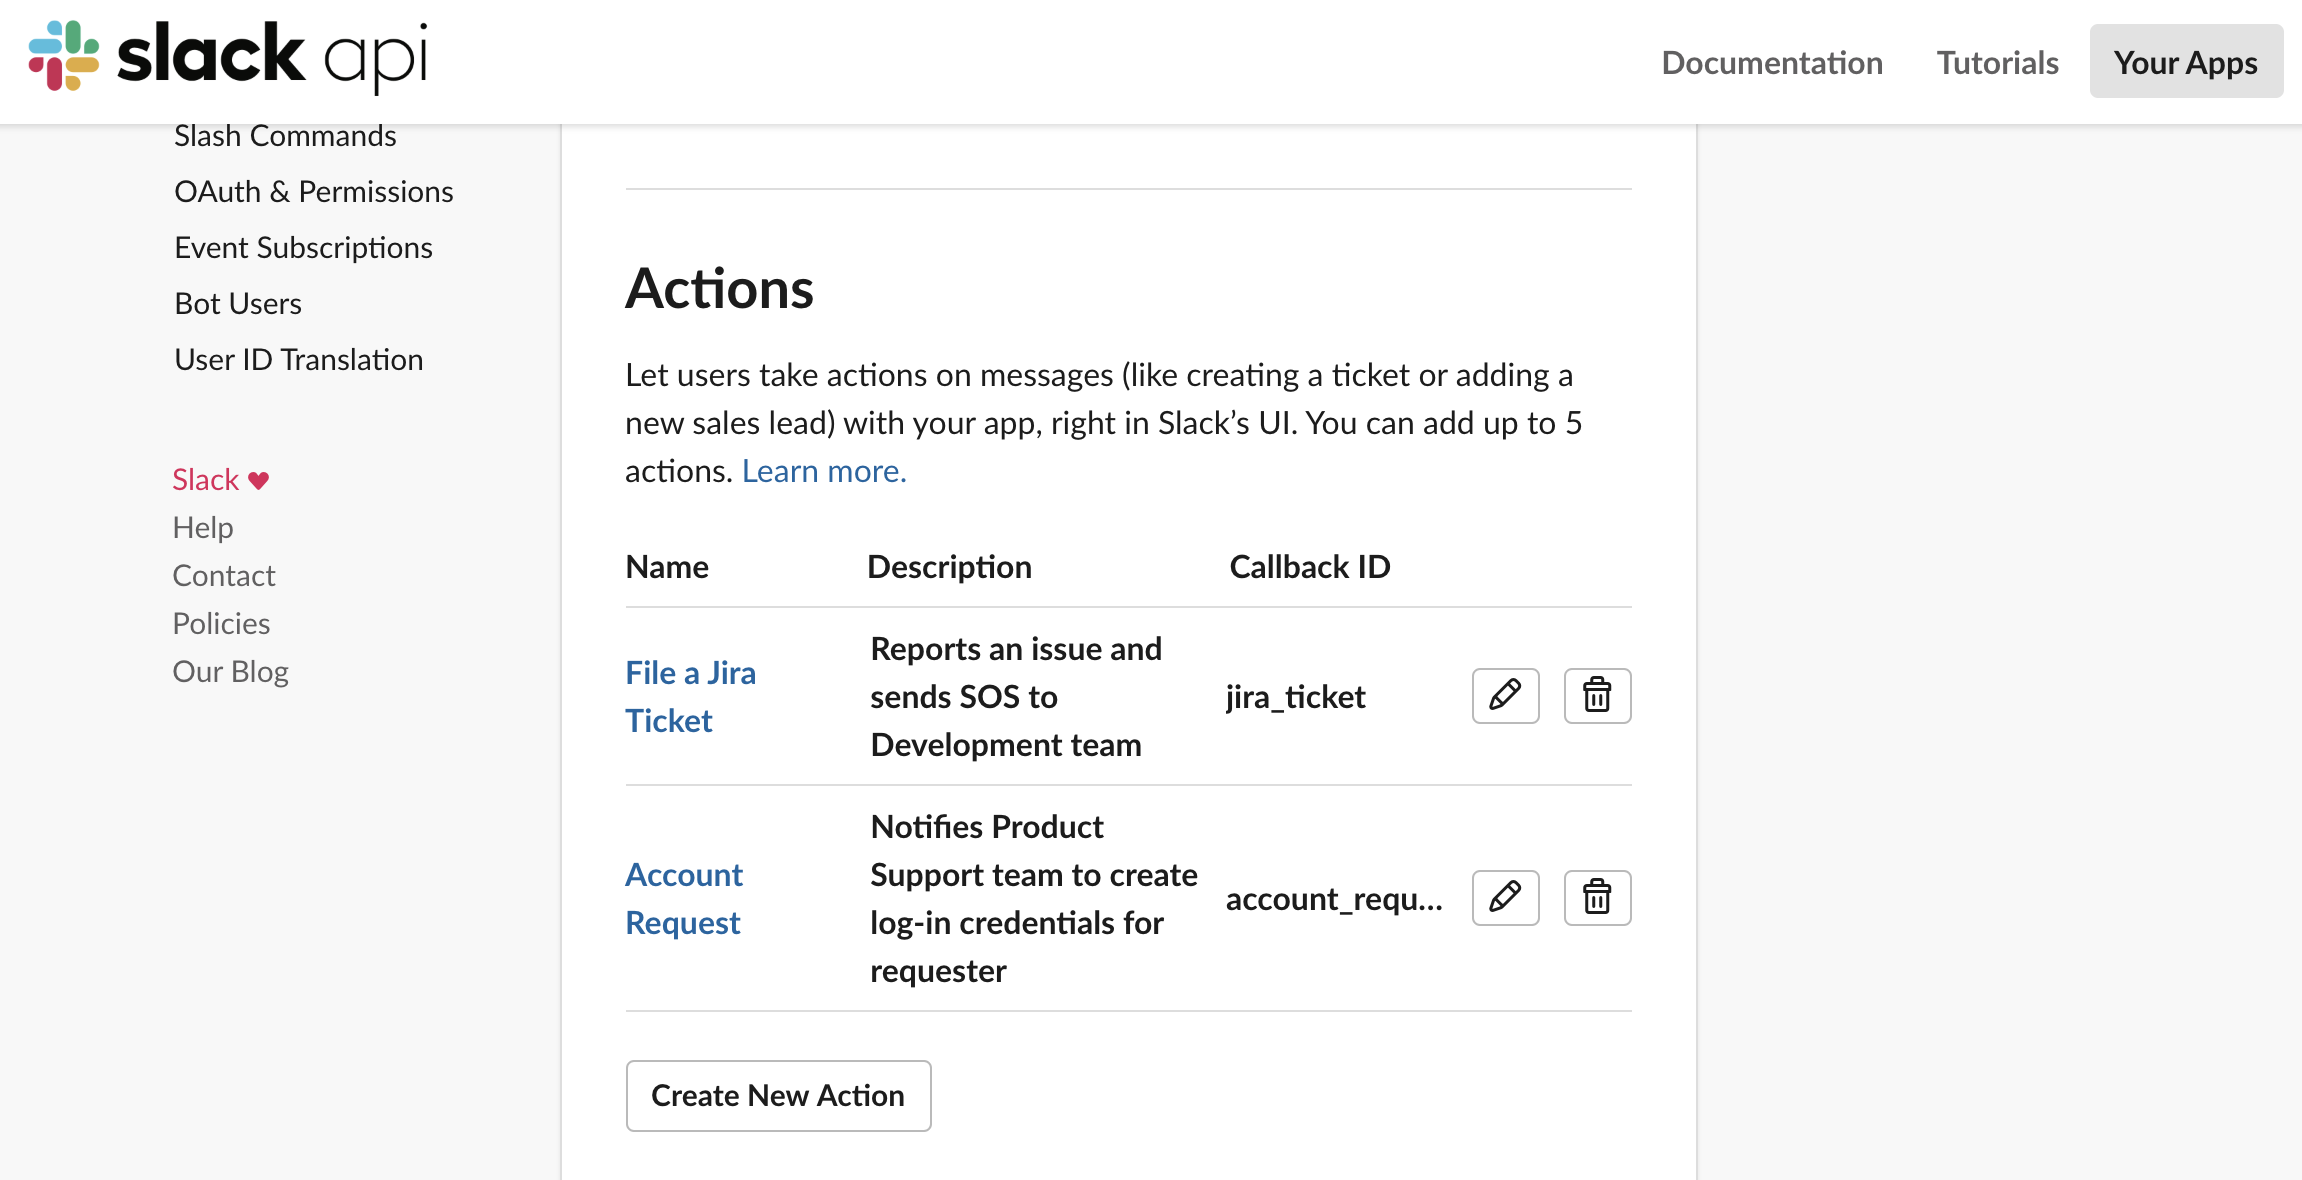 slack api
Documentation
Tutorials
Your Apps
Slash Commands
OAuth & Permissions
Event Subscriptions
Bot Users
User ID Translation
Slack ♥
Help
Contact
Policies
Our Blog
Actions
Let users take actions on messages (like creating a ticket or adding a
new sales lead) with your app, right in Slack’s UI. You can add up to 5
actions. Learn more.
Name
Description
Callback ID
File a Jira
Ticket
Reports an issue and
sends SOS to
Development team
jira_ticket
Account
Request
Notifies Product
Support team to create
log-in credentials for
requester
account_requ...
Create New Action